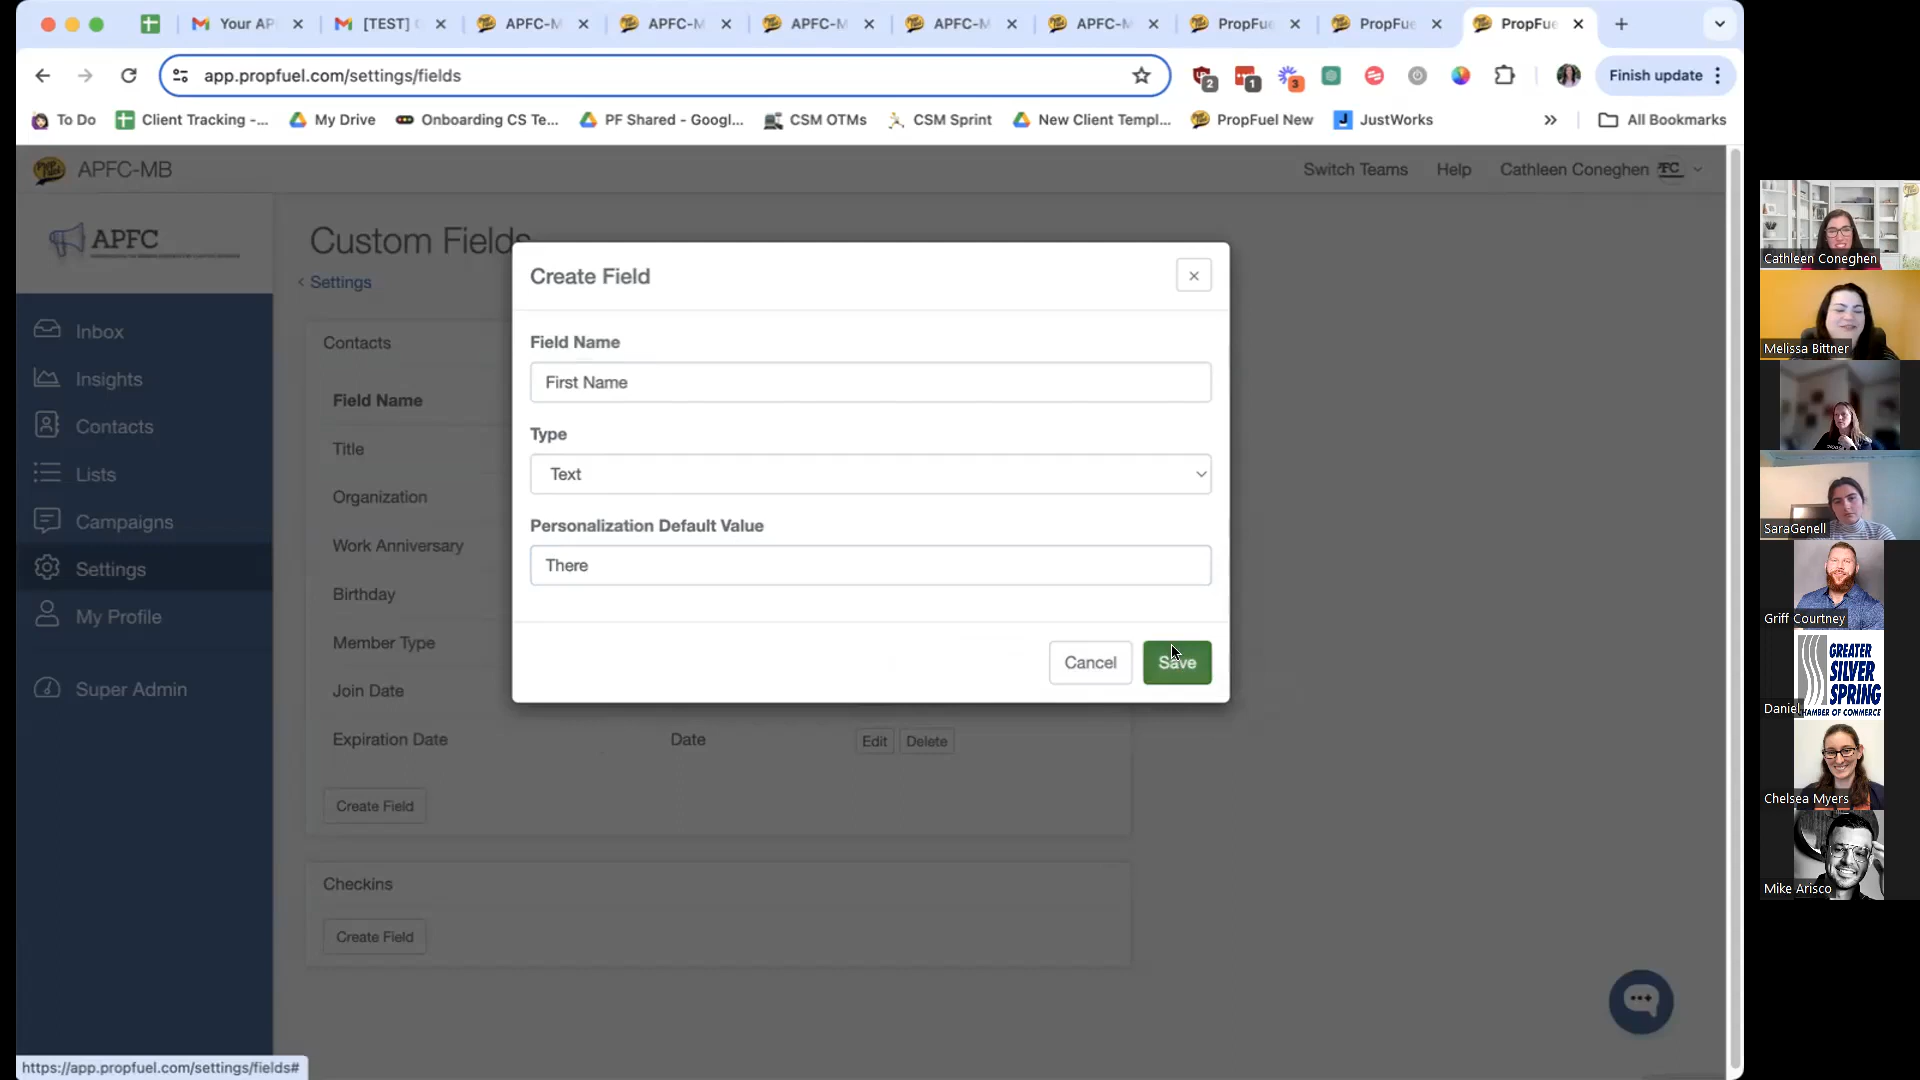 Your AP
[TEST]
APFC-M
APFC-M
APFC-M
APFC-M
APFC-M
PropFue
PropFue
PropFue
app.propfuel.com/settings/fields
2
1
3
Finish update
To Do
Client Tracking -...
My Drive
Onboarding CS Te...
PF Shared - Googl...
CSM OTMs
CSM Sprint
New Client Templ...
PropFuel New
JustWorks
All Bookmarks
APFC-MB
Switch Teams
Help
Cathleen Coneghen
APFC
Inbox
Insights
Contacts
Lists
Campaigns
Settings
My Profile
Super Admin
Custom Fields
< Settings
Contacts
Field Name
Title
Organization
Work Anniversary
Birthday
Member Type
Join Date
Expiration Date
Date
Edit
Delete
Create Field
Checkins
Create Field
Create Field
Field Name
First Name
Type
Text
Personalization Default Value
There
Cancel
Save
https://app.propfuel.com/settings/fields#
Cathleen Coneghen
Melissa Bittner
SaraGenell
Griff Courtney
GREATER
SILVER
SPRING
CHAMBER OF COMMERCE
Daniel
Chelsea Myers
Mike Arisco